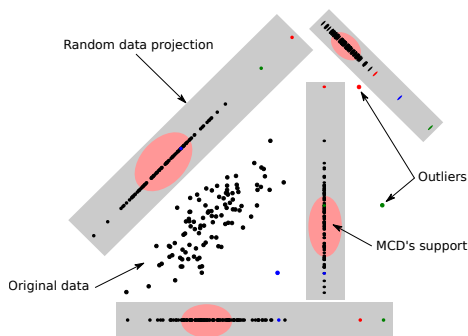 Random data projection
Outliers
MCD's support
Original data